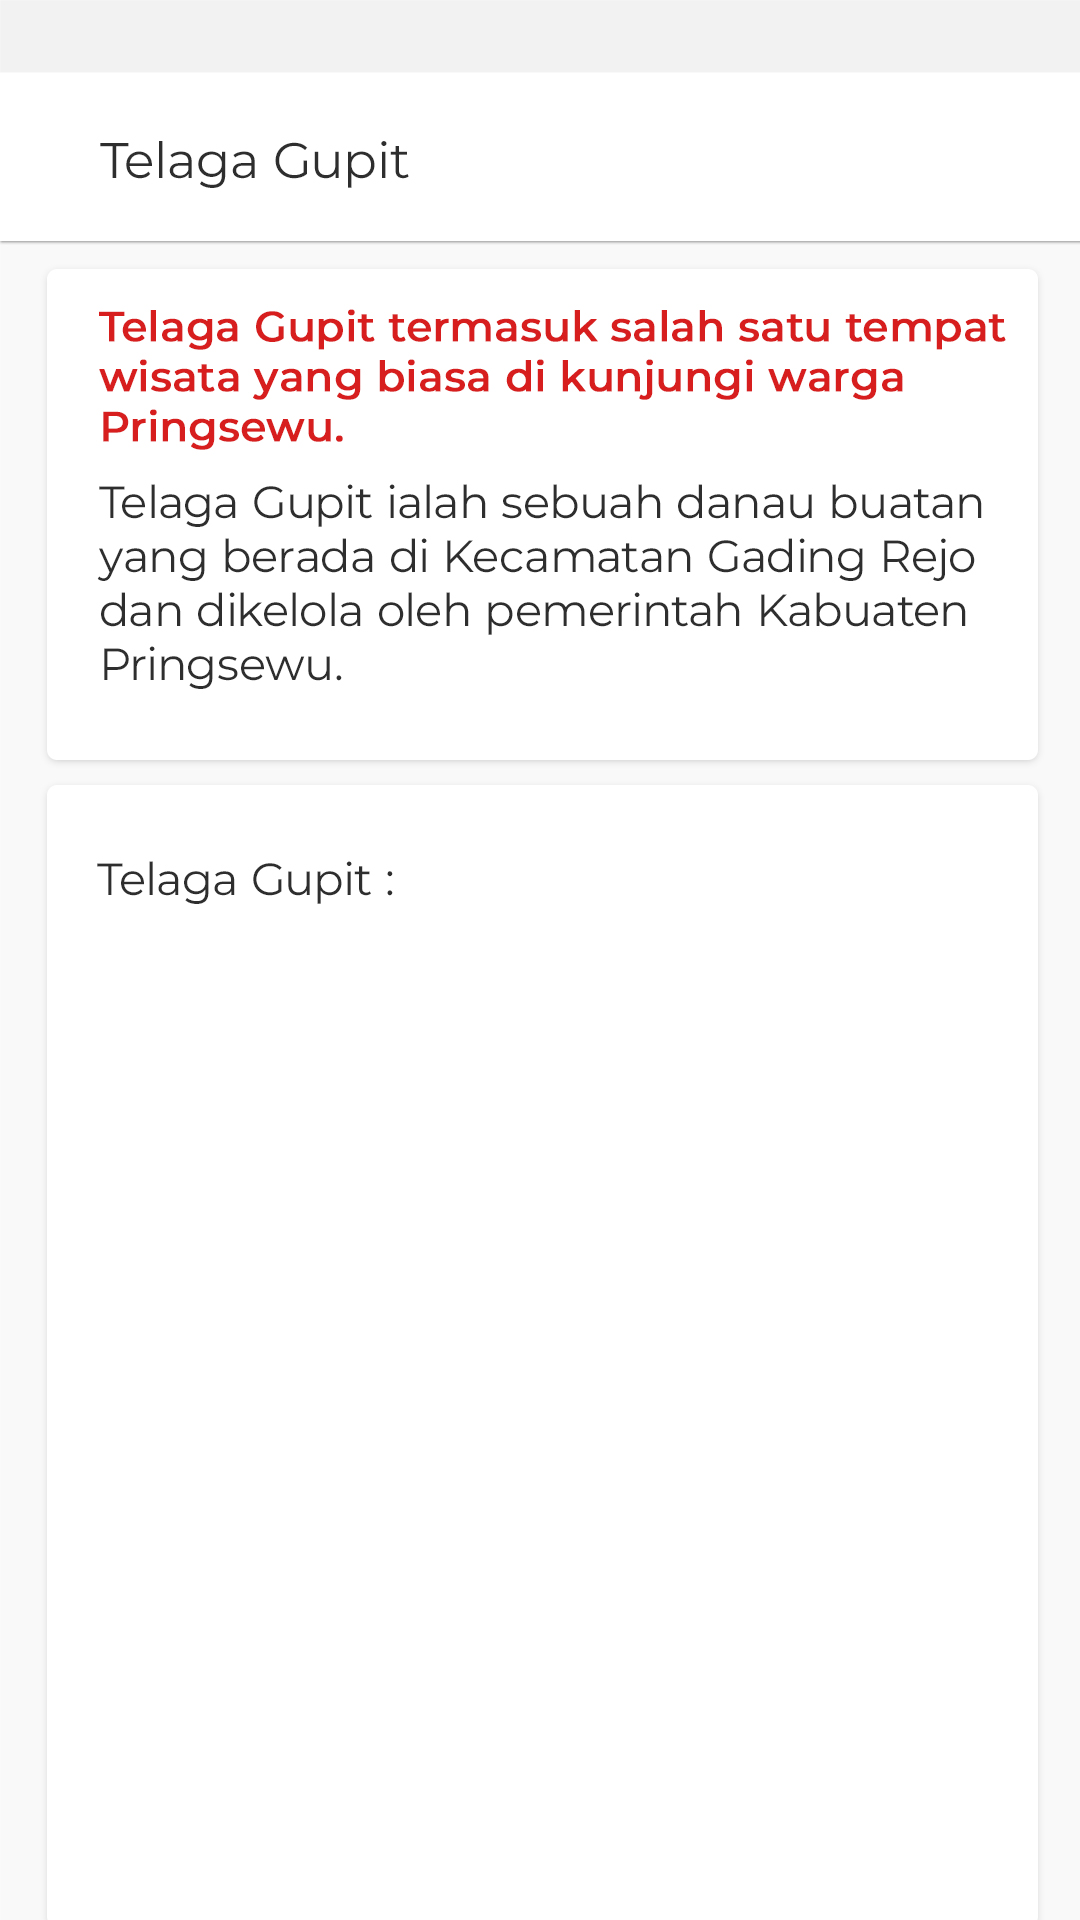 Telaga Gupit
Telaga Gupit termasuk salah satu tempat
wisata yang biasa di kunjungi warga
Pringsewu.
Telaga Gupit ialah sebuah danau buatan
yang berada di Kecamatan Gading Rejo
dan dikelola oleh pemerintah Kabuaten
Pringsewu.
Telaga Gupit :